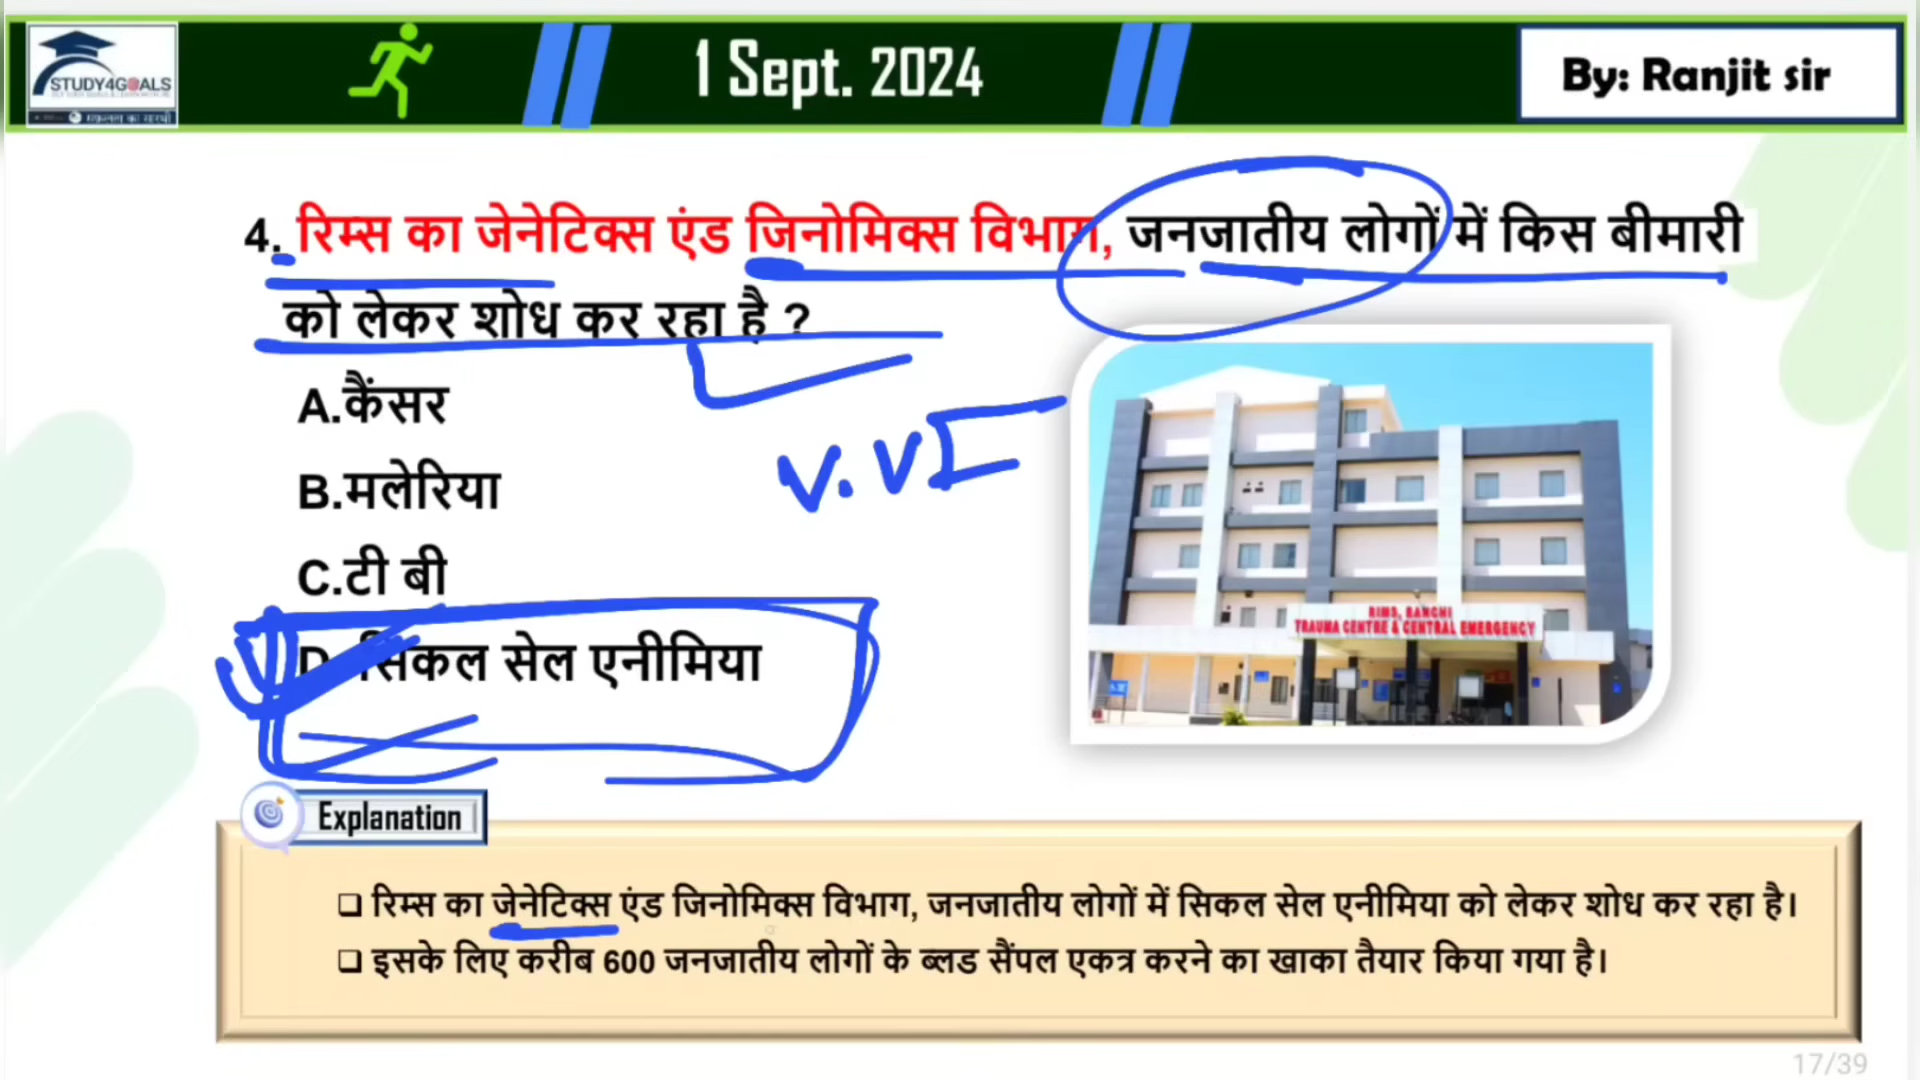 STUDY4GOALS
1 Sept. 2024
By: Ranjit sir
4. रिम्स का जेनेटिक्स एंड जिनोमिक्स विभाग, जनजातीय लोगों में किस बीमारी
को लेकर शोध कर रहा है ?
A.कैंसर
B.मलेरिया
C.टी बी
D. सिकल सेल एनीमिया
V.VI
RIMS, RANCHI
TRAUMA CENTRE & CENTRAL EMERGENCY
Explanation
रिम्स का जेनेटिक्स एंड जिनोमिक्स विभाग, जनजातीय लोगों में सिकल सेल एनीमिया को लेकर शोध कर रहा है।
इसके लिए करीब 600 जनजातीय लोगों के ब्लड सैंपल एकत्र करने का खाका तैयार किया गया है।
17/39